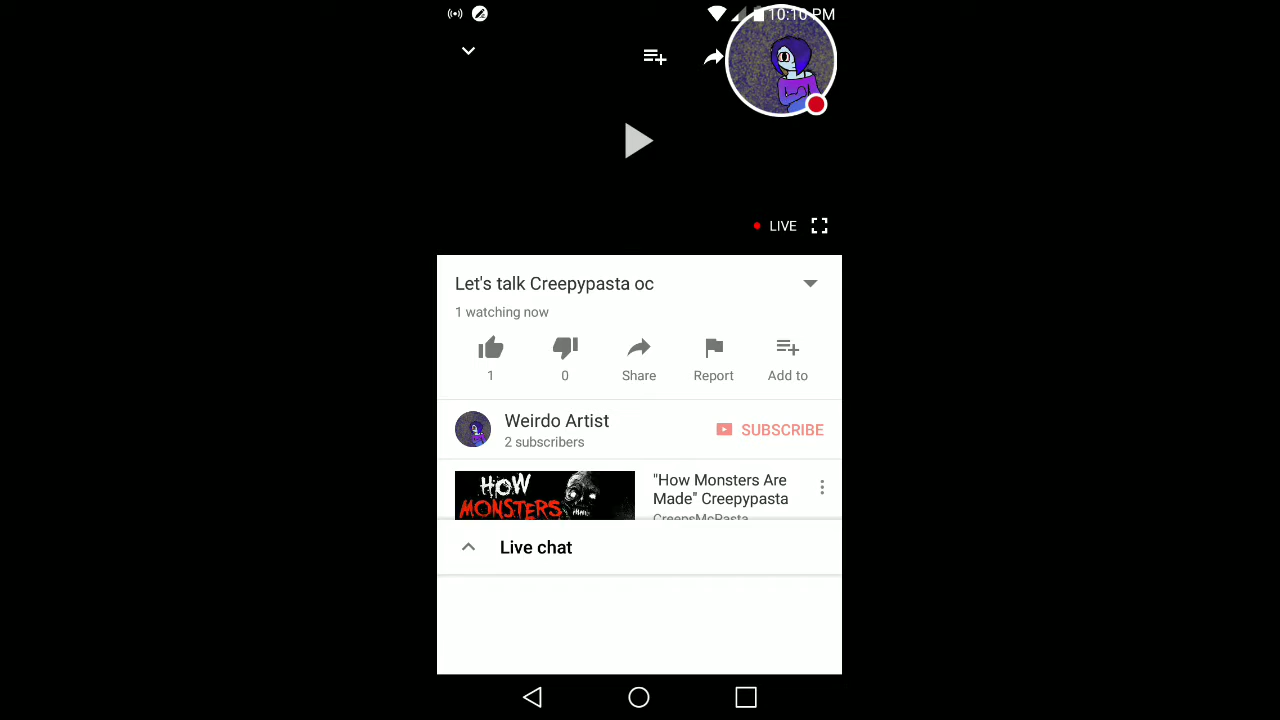 10:10 PM
LIVE
Let's talk Creepypasta oc
1 watching now
1
0
Share
Report
Add to
Weirdo Artist
2 subscribers
SUBSCRIBE
HOW
MONSTERS
"How Monsters Are
Made" Creepypasta
CreepsMcPasta
Live chat